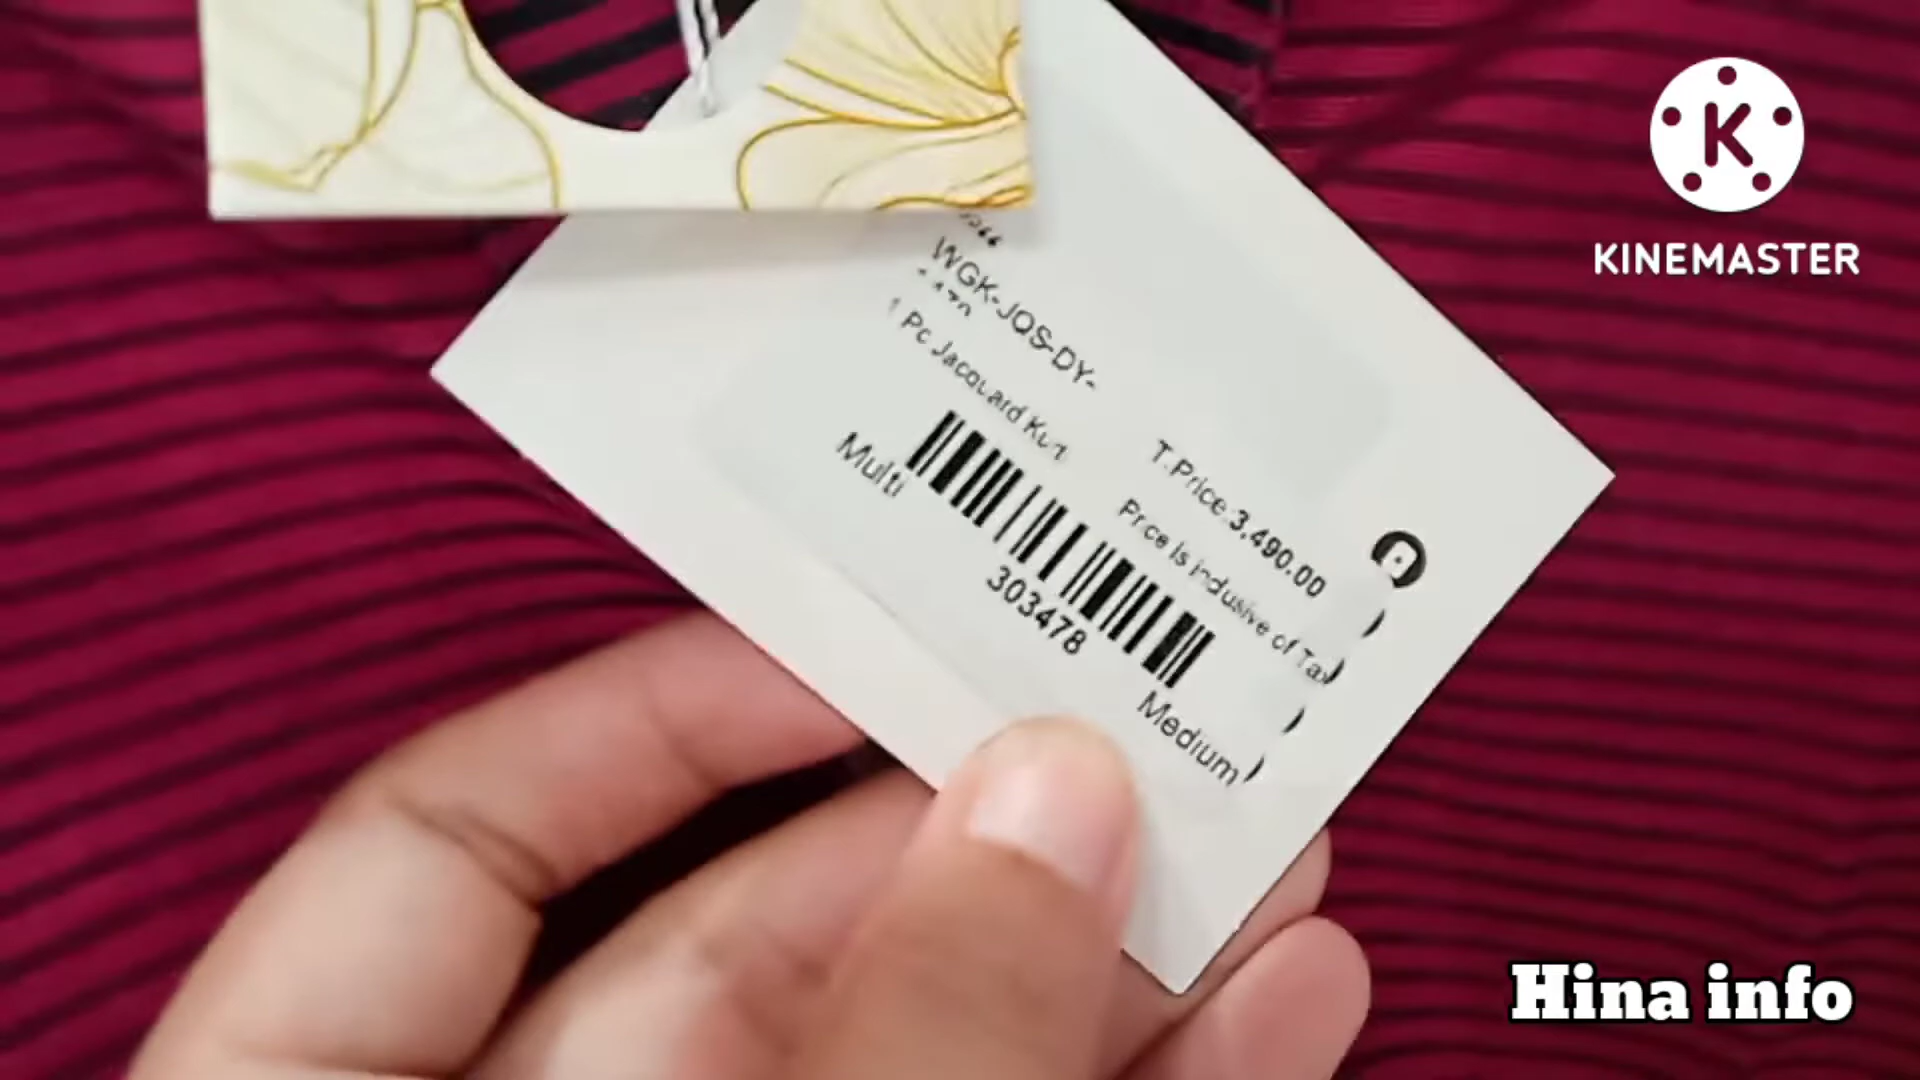 WGK-JQS-DY-
1 Pc Jacquard Kurt
T.Price:3,490.00
Price is inclusive of Tax
Multi
303478
Medium
K
KINEMASTER
Hina info